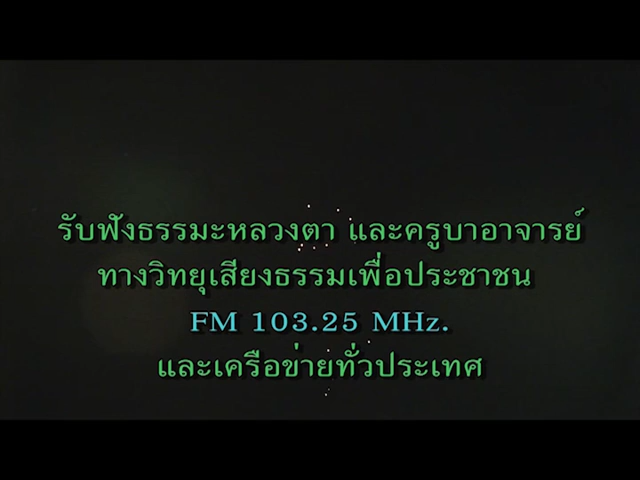 รับฟังธรรมะหลวงตา และครูบาอาจารย์
ทางวิทยุเสียงธรรมเพื่อประชาชน
FM 103.25 MHz.
และเครือข่ายทั่วประเทศ